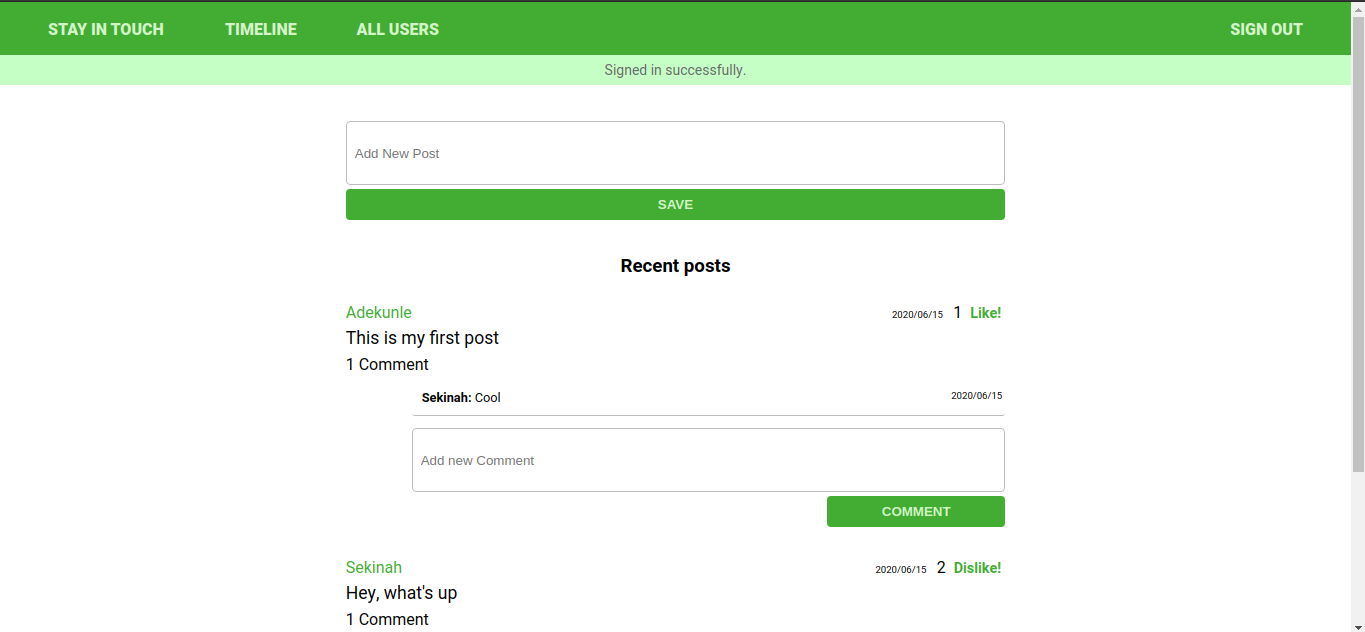 STAY IN TOUCH TIMELINE ALL USERS SIGN OUT
Signed in successfully.
Add New Post
SAVE
Recent posts
Adekunle 2020/06/15 1 Like!
This is my first post
1 Comment
Sekinah: Cool 2020/06/15
Add new Comment
COMMENT
Sekinah 2020/06/15 2 Dislike!
Hey, what's up
1 Comment